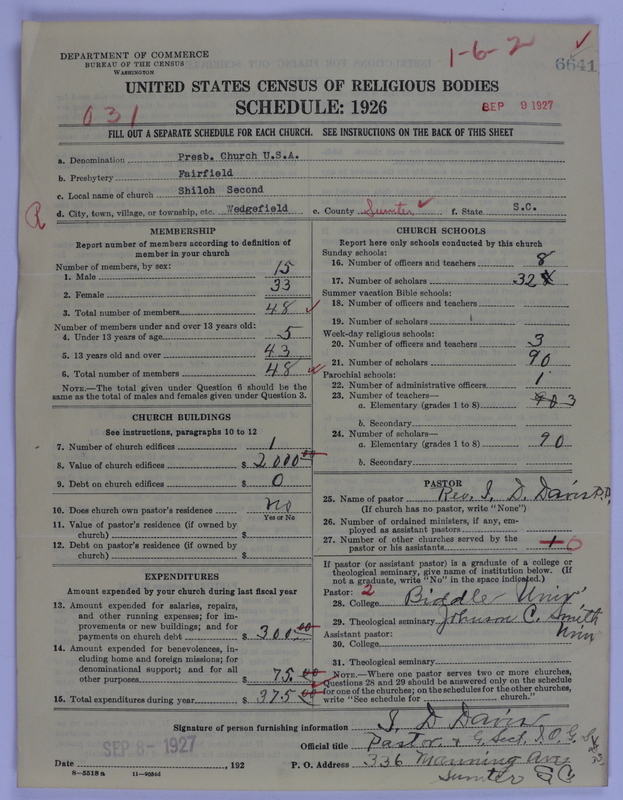 DEPARTMENT OF COMMERCE
BUREAU OF THE CENSUS
WASHINGTON
1-6-2
6641
UNITED STATES CENSUS OF RELIGIOUS BODIES
SCHEDULE: 1926
SEP 9 1927
031
FILL OUT A SEPARATE SCHEDULE FOR EACH CHURCH. SEE INSTRUCTIONS ON THE BACK OF THIS SHEET
a. Denomination Presb. Church U.S.A.
b. Presbytery Fairfield
c. Local name of church Shiloh Second
R
d. City, town, village, or township, etc. Wedgefield e. County Sumter f. State S.C.
MEMBERSHIP
Report number of members according to definition of
member in your church
Number of members, by sex:
1. Male 15
2. Female 33
3. Total number of members 48
Number of members under and over 13 years old:
4. Under 13 years of age 5
5. 13 years old and over 43
6. Total number of members 48
NOTE.—The total given under Question 6 should be the
same as the total of males and females given under Question 3.
CHURCH BUILDINGS
See instructions, paragraphs 10 to 12
7. Number of church edifices 1
8. Value of church edifices $ 2000 00
9. Debt on church edifices $ 0
10. Does church own pastor's residence no
Yes or No
11. Value of pastor's residence (if owned by
church) $
12. Debt on pastor's residence (if owned by
church) $
EXPENDITURES
Amount expended by your church during last fiscal year
13. Amount expended for salaries, repairs,
and other running expenses; for im-
provements or new buildings; and for
payments on church debt $ 300 00
14. Amount expended for benevolences, in-
cluding home and foreign missions; for
denominational support; and for all
other purposes $ 75. 00
15. Total expenditures during year $ 375 00
CHURCH SCHOOLS
Report here only schools conducted by this church
Sunday schools:
16. Number of officers and teachers 8
17. Number of scholars 32
Summer vacation Bible schools:
18. Number of officers and teachers
19. Number of scholars
Week-day religious schools:
20. Number of officers and teachers 3
21. Number of scholars 90
Parochial schools:
22. Number of administrative officers 1
23. Number of teachers—
a. Elementary (grades 1 to 8) 3
b. Secondary
24. Number of scholars—
a. Elementary (grades 1 to 8) 90
b. Secondary
PASTOR
25. Name of pastor Rev. I. D. Davis D.D.
(If church has no pastor, write "None")
26. Number of ordained ministers, if any, em-
ployed as assistant pastors
27. Number of other churches served by the
pastor or his assistants 1 0
If pastor (or assistant pastor) is a graduate of a college or
theological seminary, give name of institution below. (If
not a graduate, write "No" in the space indicated.)
Pastor: 2
28. College Biddle Univ
29. Theological seminary Johnson C. Smith
Univ
Assistant pastor:
30. College
31. Theological seminary
NOTE.—Where one pastor serves two or more churches,
Questions 28 and 29 should be answered only on the schedule
for one of the churches; on the schedules for the other churches,
write "See schedule for church."
Signature of person furnishing information I. D. Davis
SEP 8-1927
Official title Pastor &
Date , 192
P. O. Address 336 Manning Ave
Sumter S C
8—5518 a 11—90564